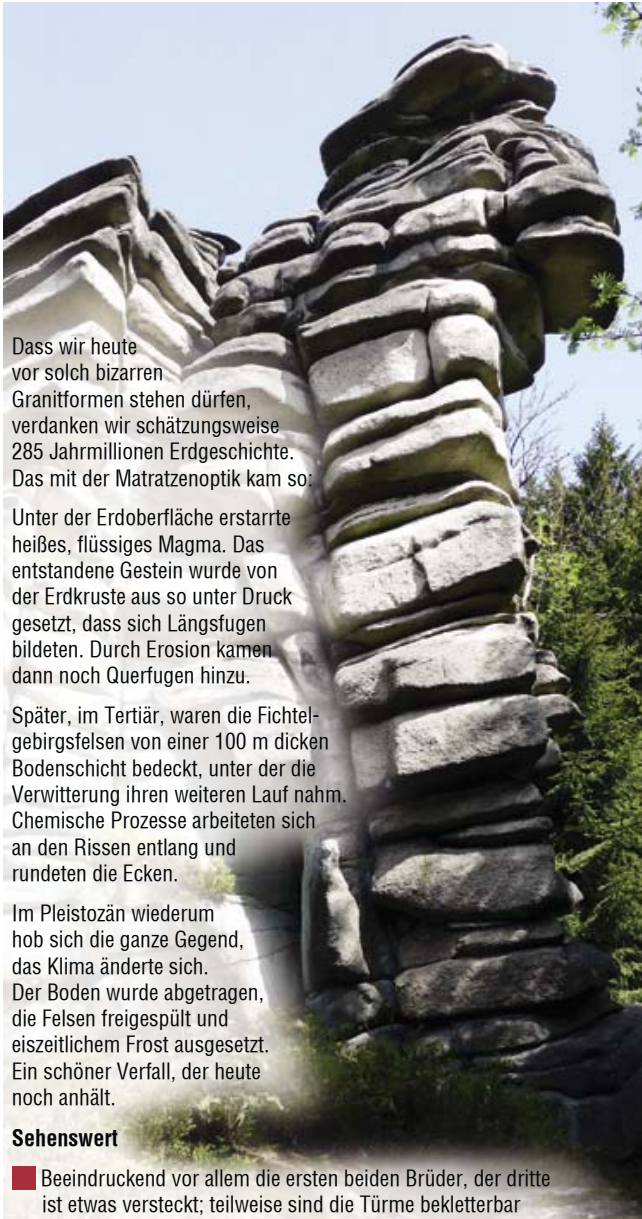 Dass wir heute
vor solch bizarren
Granitformen stehen dürfen,
verdanken wir schätzungsweise
285 Jahrmillionen Erdgeschichte.
Das mit der Matratzenoptik kam so:
Unter der Erdoberfläche erstarrte
heißes, flüssiges Magma. Das
entstandene Gestein wurde von
der Erdkruste aus so unter Druck
gesetzt, dass sich Längsfugen
bildeten. Durch Erosion kamen
dann noch Querfugen hinzu.
Später, im Tertiär, waren die Fichtel-
gebirgsfelsen von einer 100 m dicken
Bodenschicht bedeckt, unter der die
Verwitterung ihren weiteren Lauf nahm.
Chemische Prozesse arbeiteten sich
an den Rissen entlang und
rundeten die Ecken.
Im Pleistozän wiederum
hob sich die ganze Gegend,
das Klima änderte sich.
Der Boden wurde abgetragen,
die Felsen freigespült und
eiszeitlichem Frost ausgesetzt.
Ein schöner Verfall, der heute
noch anhält.
Sehenswert
Beeindruckend vor allem die ersten beiden Brüder, der dritte
ist etwas versteckt; teilweise sind die Türme bekletterbar